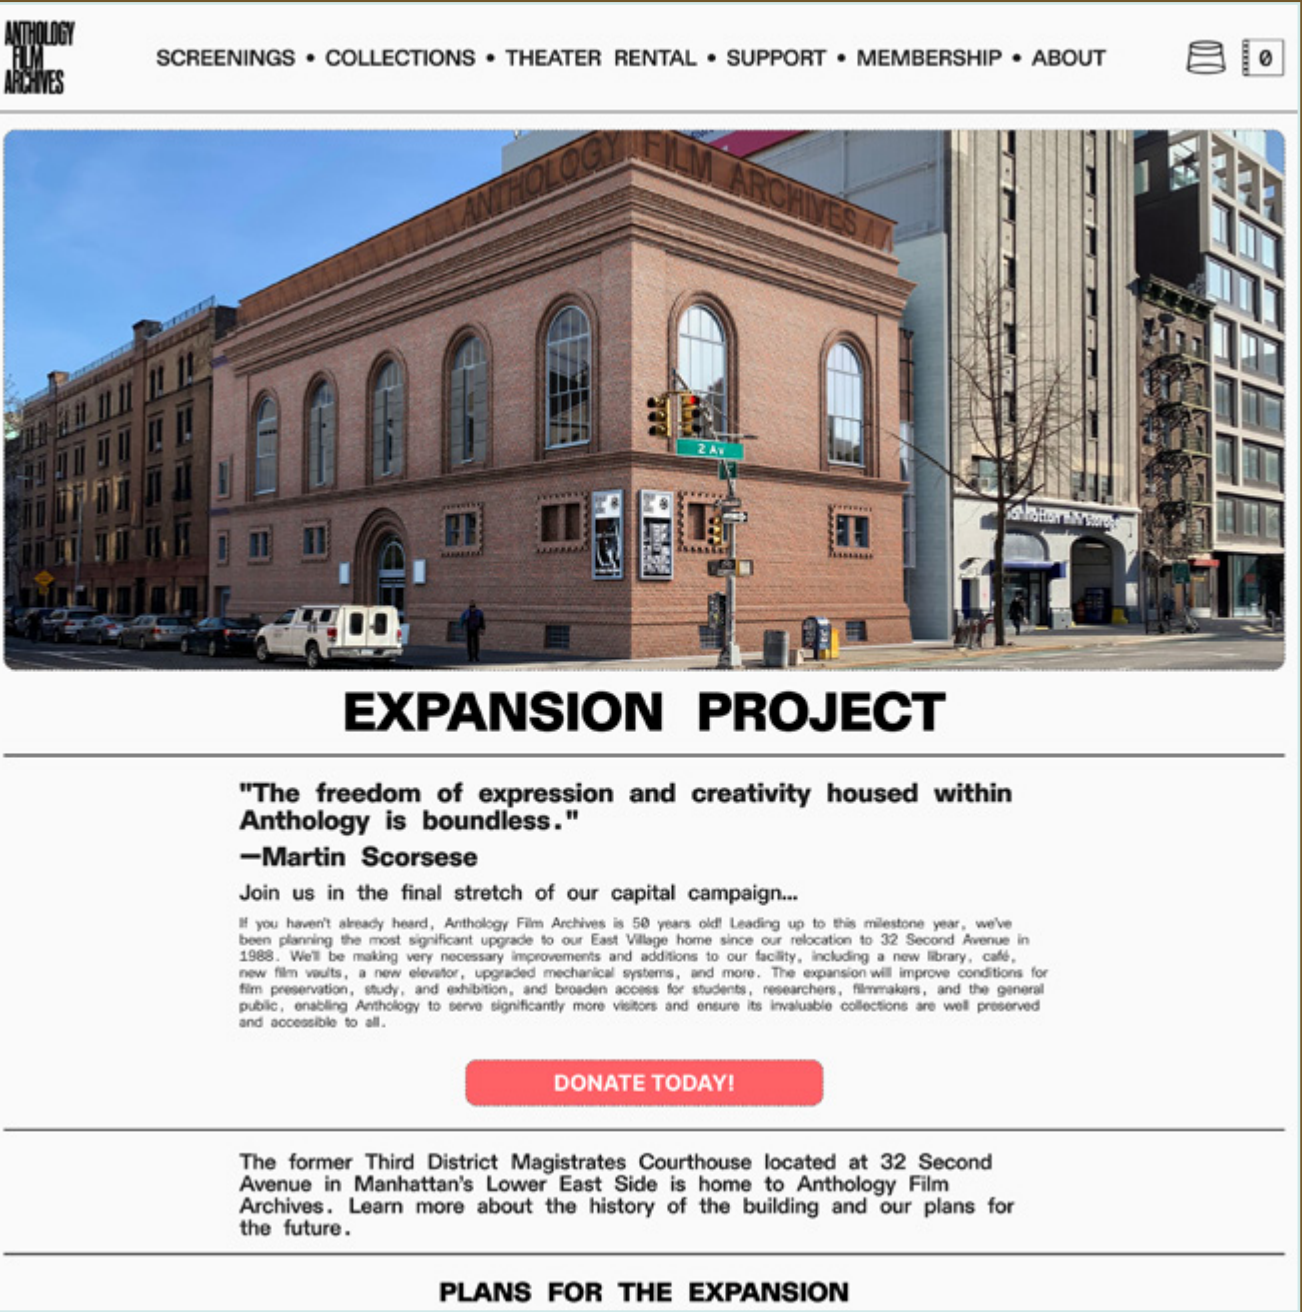 ANTHOLOGY
FILM
ARCHIVES
SCREENINGS • COLLECTIONS • THEATER RENTAL • SUPPORT • MEMBERSHIP • ABOUT
0
ANTHOLOGY FILM ARCHIVES
2 Av
manhattan mini storage
EXPANSION PROJECT
"The freedom of expression and creativity housed within
Anthology is boundless."
—Martin Scorsese
Join us in the final stretch of our capital campaign...
If you haven't already heard, Anthology Film Archives is 50 years old! Leading up to this milestone year, we've
been planning the most significant upgrade to our East Village home since our relocation to 32 Second Avenue in
1988. We'll be making very necessary improvements and additions to our facility, including a new library, café,
new film vaults, a new elevator, upgraded mechanical systems, and more. The expansion will improve conditions for
film preservation, study, and exhibition, and broaden access for students, researchers, filmmakers, and the general
public, enabling Anthology to serve significantly more visitors and ensure its invaluable collections are well preserved
and accessible to all.
DONATE TODAY!
The former Third District Magistrates Courthouse located at 32 Second
Avenue in Manhattan's Lower East Side is home to Anthology Film
Archives. Learn more about the history of the building and our plans for
the future.
PLANS FOR THE EXPANSION